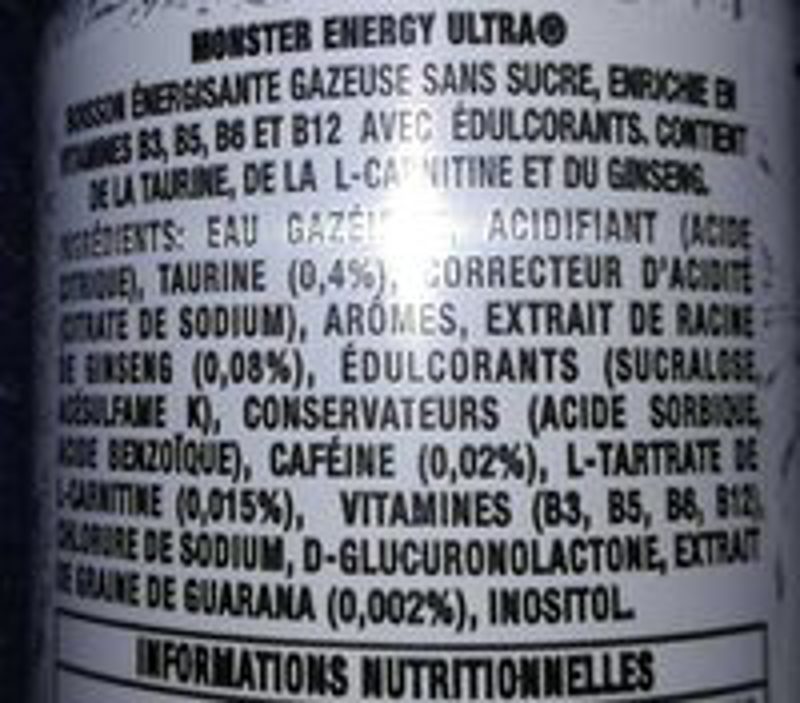 MONSTER ENERGY ULTRA®
BOISSON ÉNERGISANTE GAZEUSE SANS SUCRE, ENRICHIE EN
VITAMINES B3, B5, B6 ET B12 AVEC ÉDULCORANTS. CONTIENT
DE LA TAURINE, DE LA L-CARNITINE ET DU GINSENG.
INGRÉDIENTS: EAU GAZÉIFIÉE, ACIDIFIANT (ACIDE
CITRIQUE), TAURINE (0,4%), CORRECTEUR D'ACIDITÉ
(CITRATE DE SODIUM), ARÔMES, EXTRAIT DE RACINE
DE GINSENG (0,08%), ÉDULCORANTS (SUCRALOSE,
ACÉSULFAME K), CONSERVATEURS (ACIDE SORBIQUE,
ACIDE BENZOÏQUE), CAFÉINE (0,02%), L-TARTRATE DE
L-CARNITINE (0,015%), VITAMINES (B3, B5, B6, B12),
CHLORURE DE SODIUM, D-GLUCURONOLACTONE, EXTRAIT
DE GRAINE DE GUARANA (0,002%), INOSITOL.
INFORMATIONS NUTRITIONNELLES